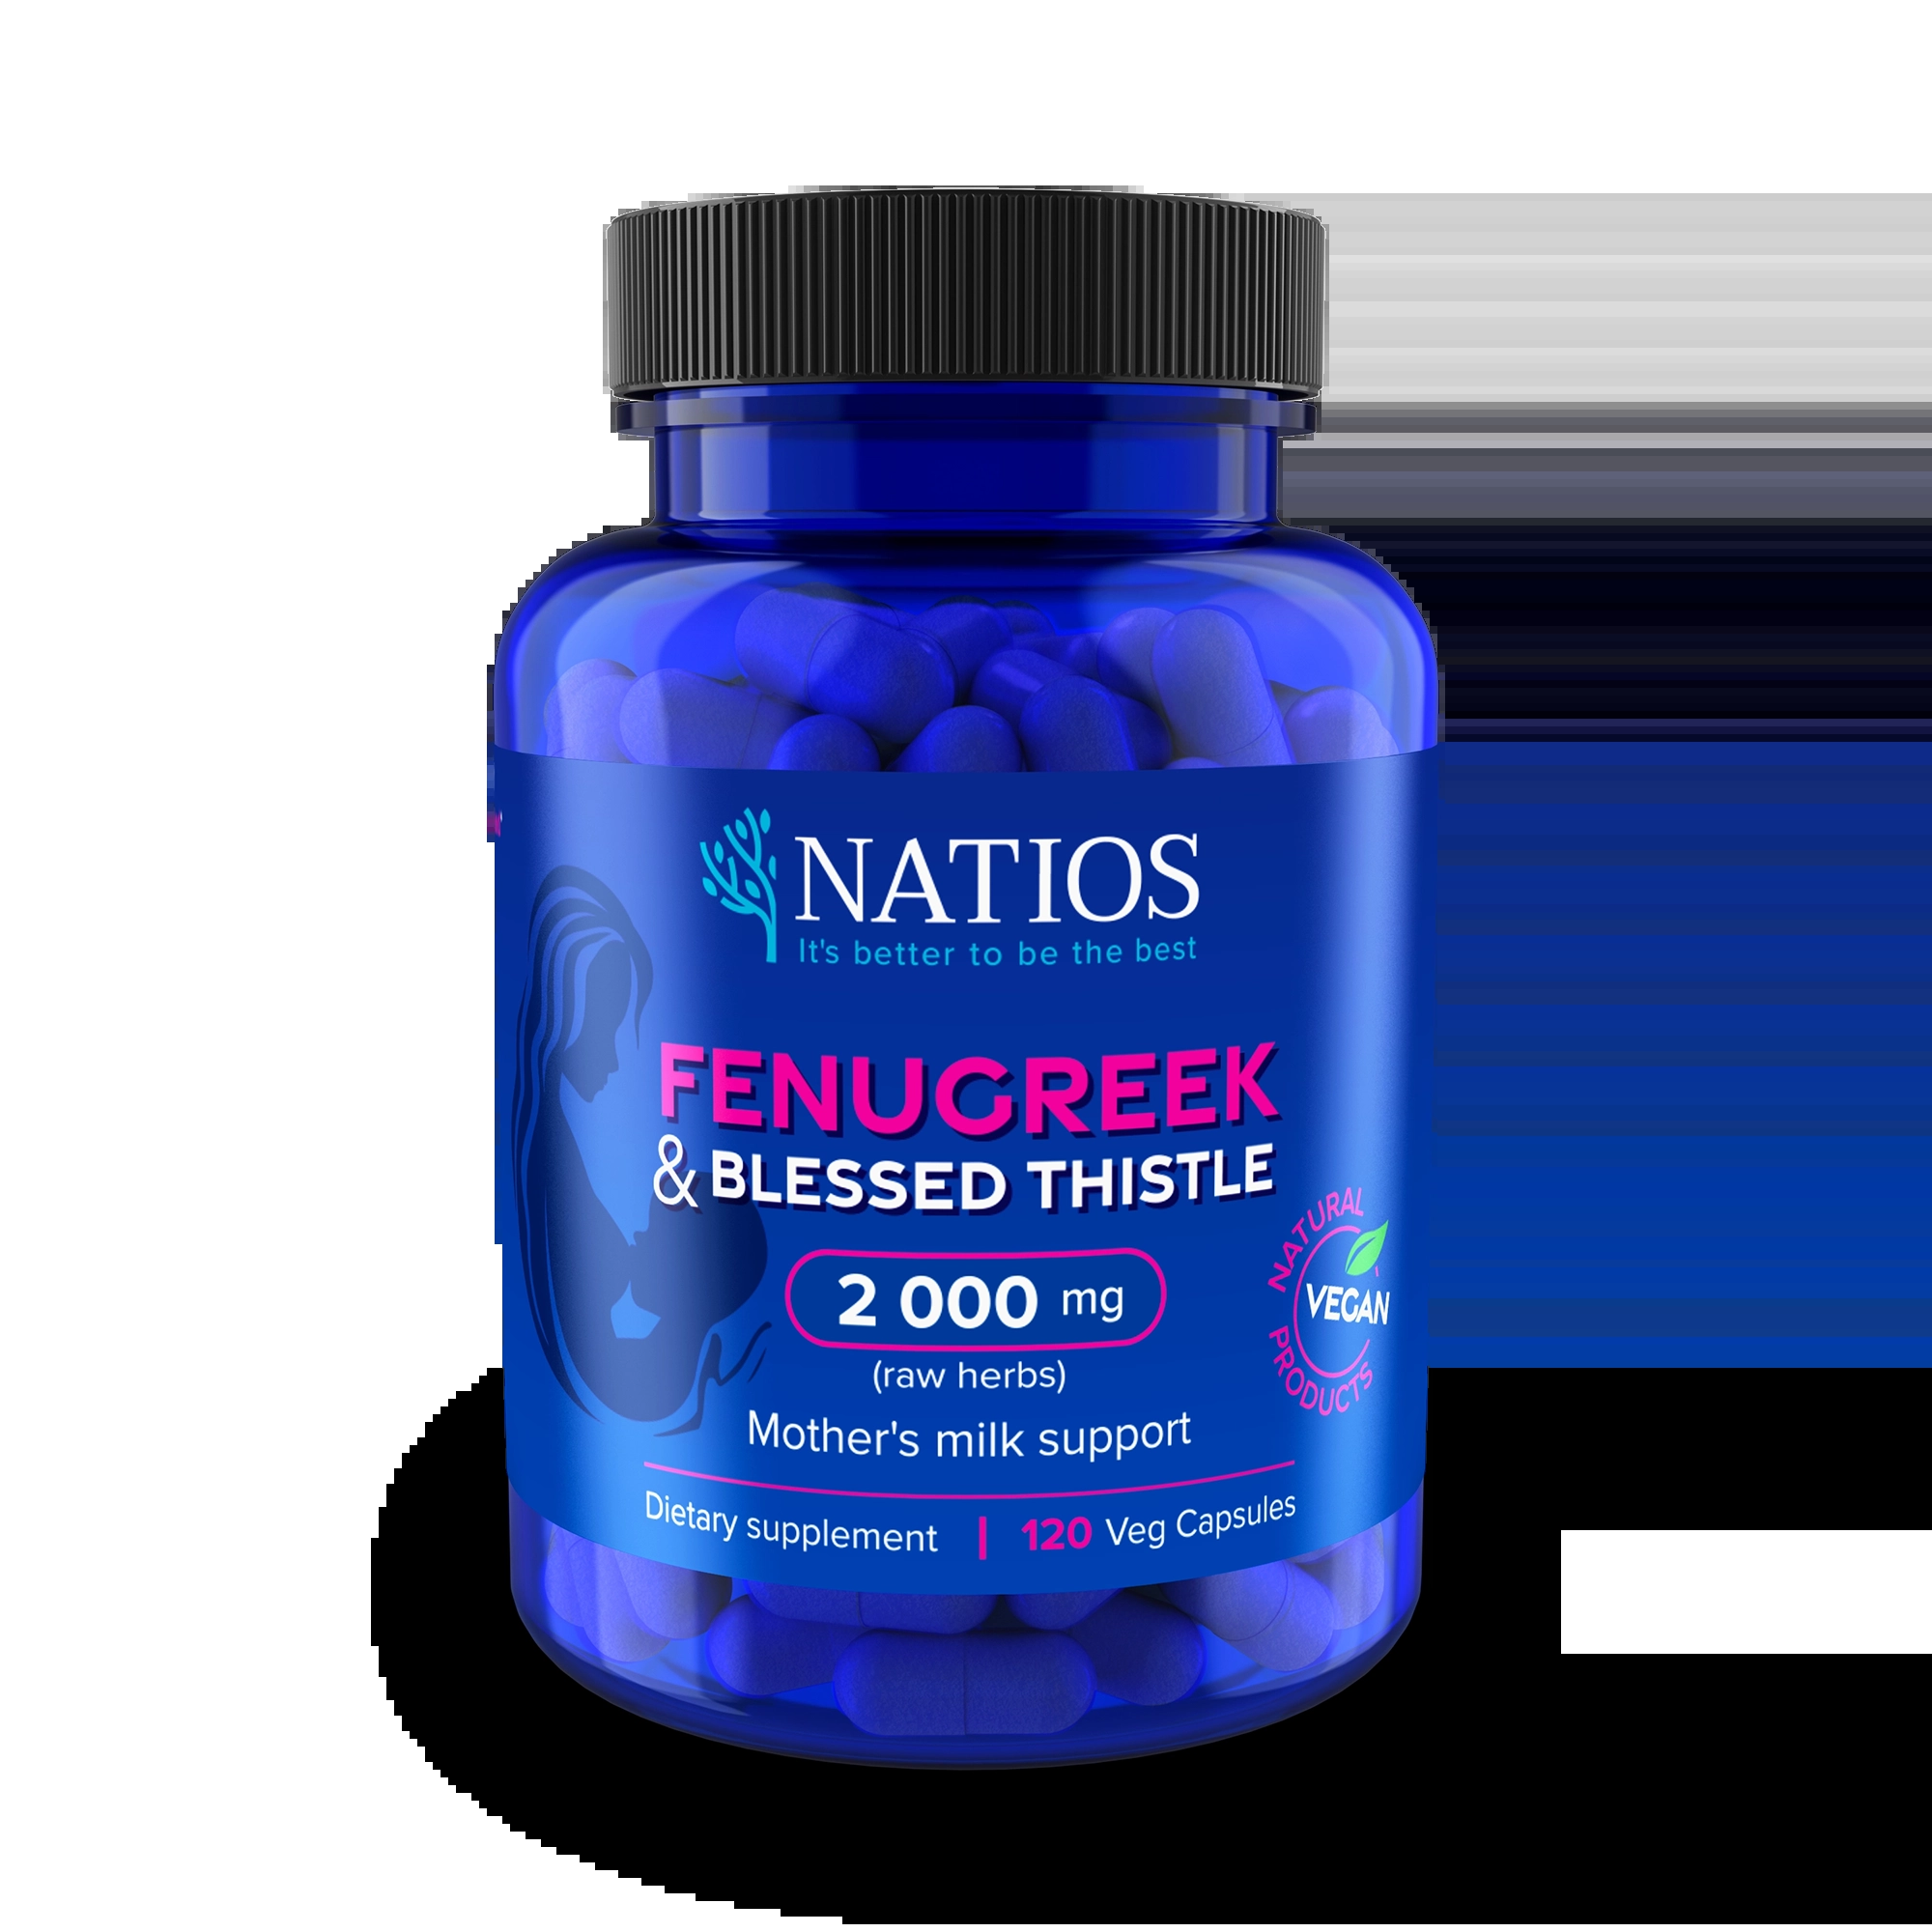 NATIOS
It's better to be the best
FENUGREEK
& BLESSED THISTLE
2 000 mg
(raw herbs)
Mother's milk support
Dietary supplement | 120 Veg Capsules
NATURAL
VEGAN
PRODUCTS